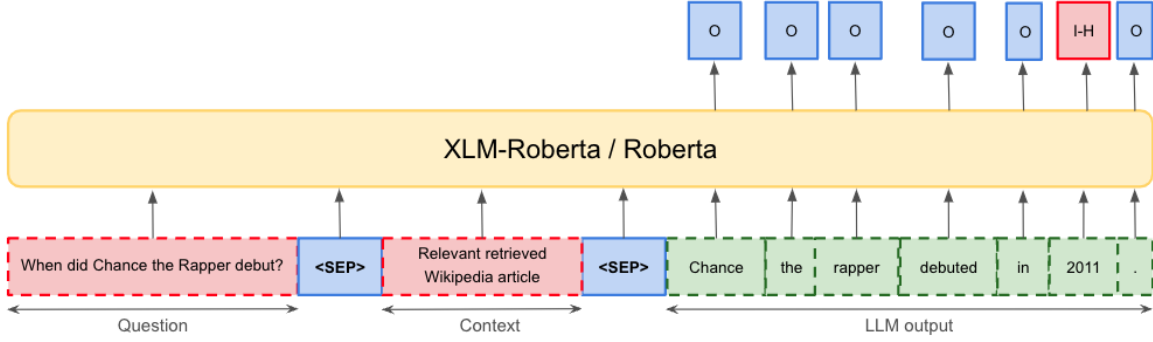 O O O O O I-H O
XLM-Roberta / Roberta
When did Chance the Rapper debut? <SEP> Relevant retrieved
Wikipedia article <SEP> Chance the rapper debuted in 2011 .
Question Context LLM output